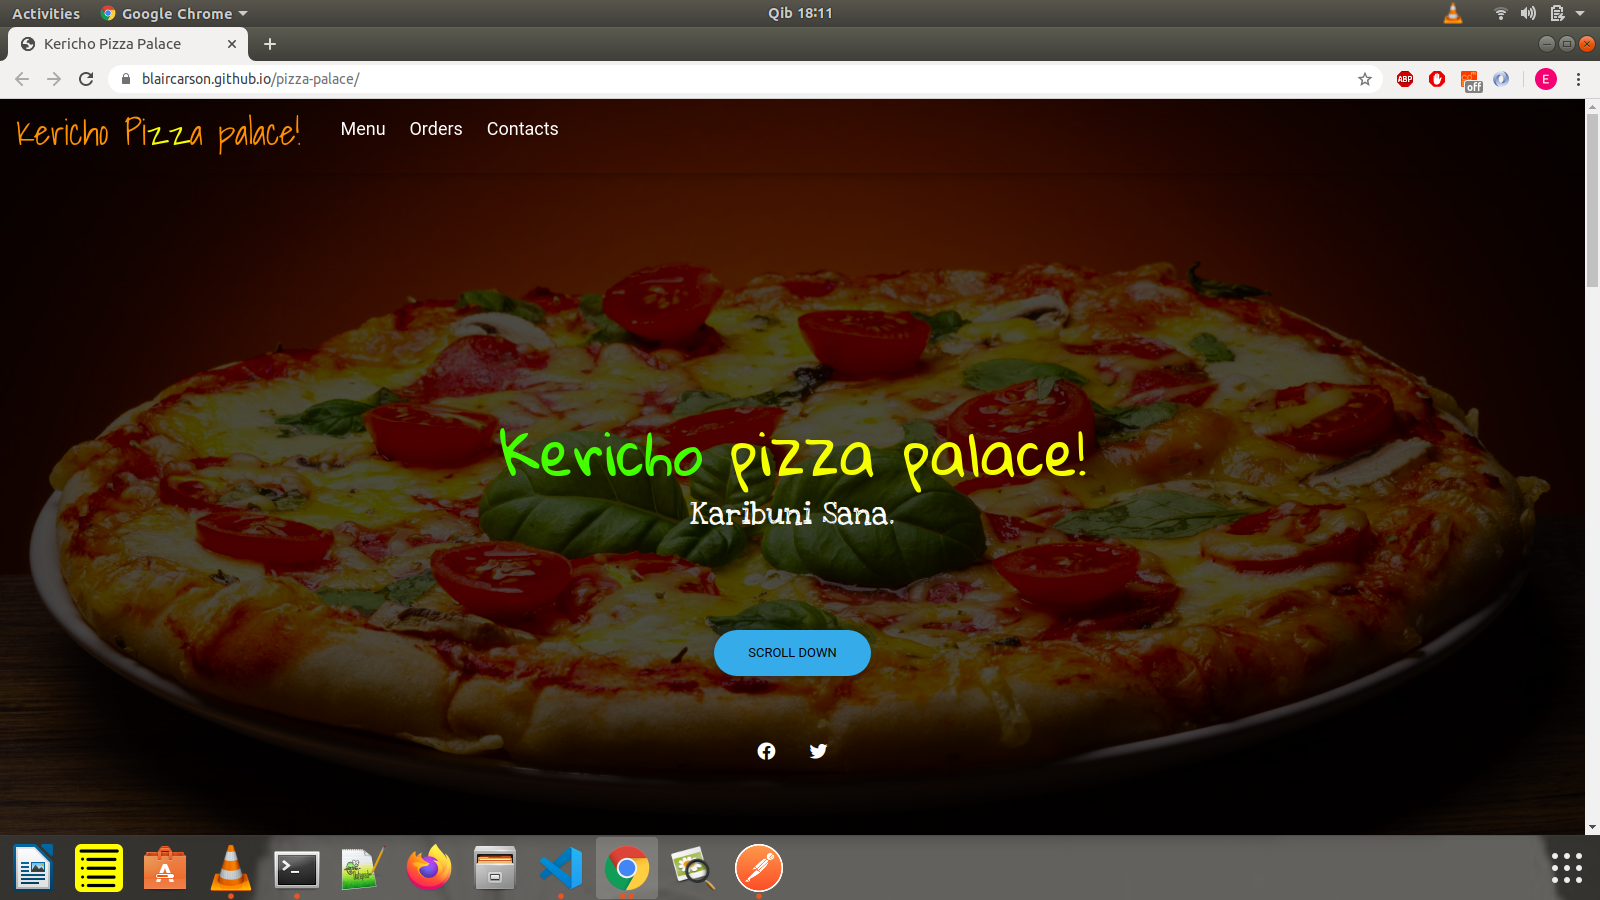 Activities Google Chrome Qib 18:11
Kericho Pizza Palace
blaircarson.github.io/pizza-palace/
ABP off E
Kericho Pizza palace! Menu Orders Contacts
Kericho pizza palace!
Karibuni Sana.
SCROLL DOWN